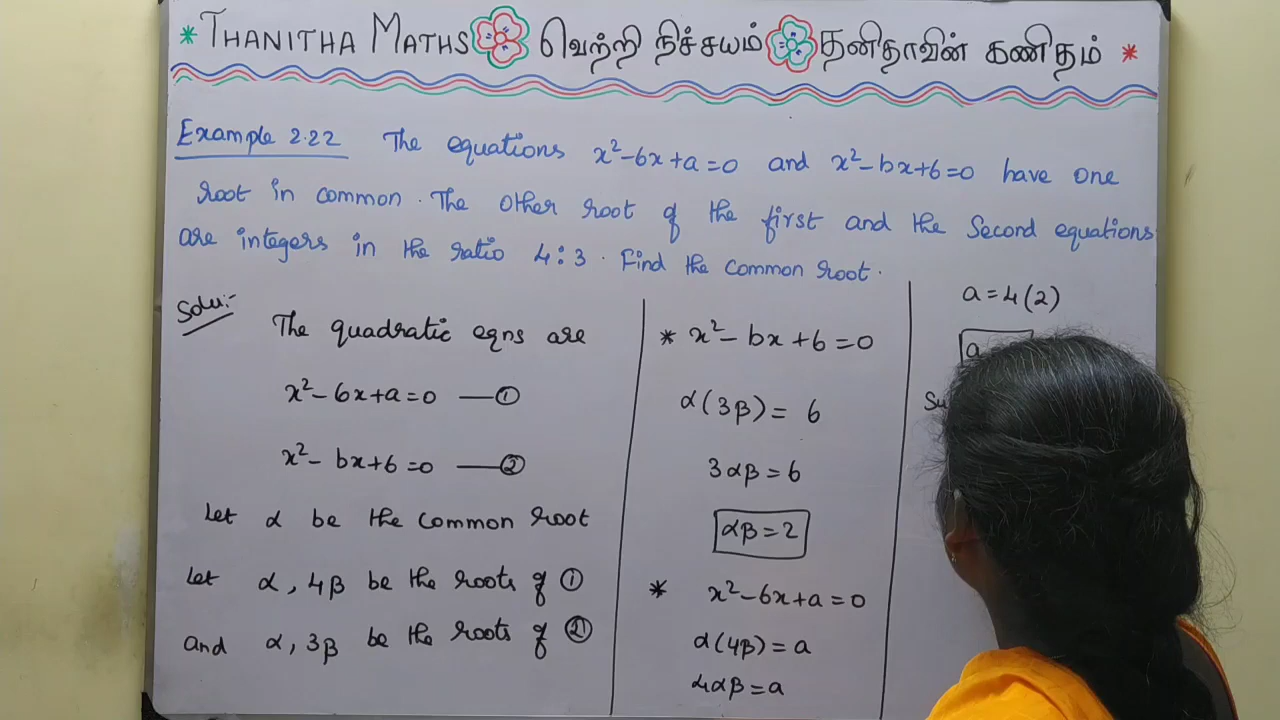 * THANITHA MATHS வெற்றி நிச்சயம் தனிதாவின் கணிதம் *
Example 2.22 The equations x²-6x+a=0 and x²-bx+6=0 have one
root in common. The other root of the first and the Second equations
are integers in the ratio 4:3. Find the common root.
Solu:-
The quadratic eqns are
x²-6x+a=0 —①
x²-bx+6=0 —②
Let α be the common root
Let α, 4β be the roots of ①
and α, 3β be the roots of ②
* x²-bx+6=0
α(3β)= 6
3αβ=6
αβ=2
* x²-6x+a=0
α(4β)=a
4αβ=a
a=4(2)
a